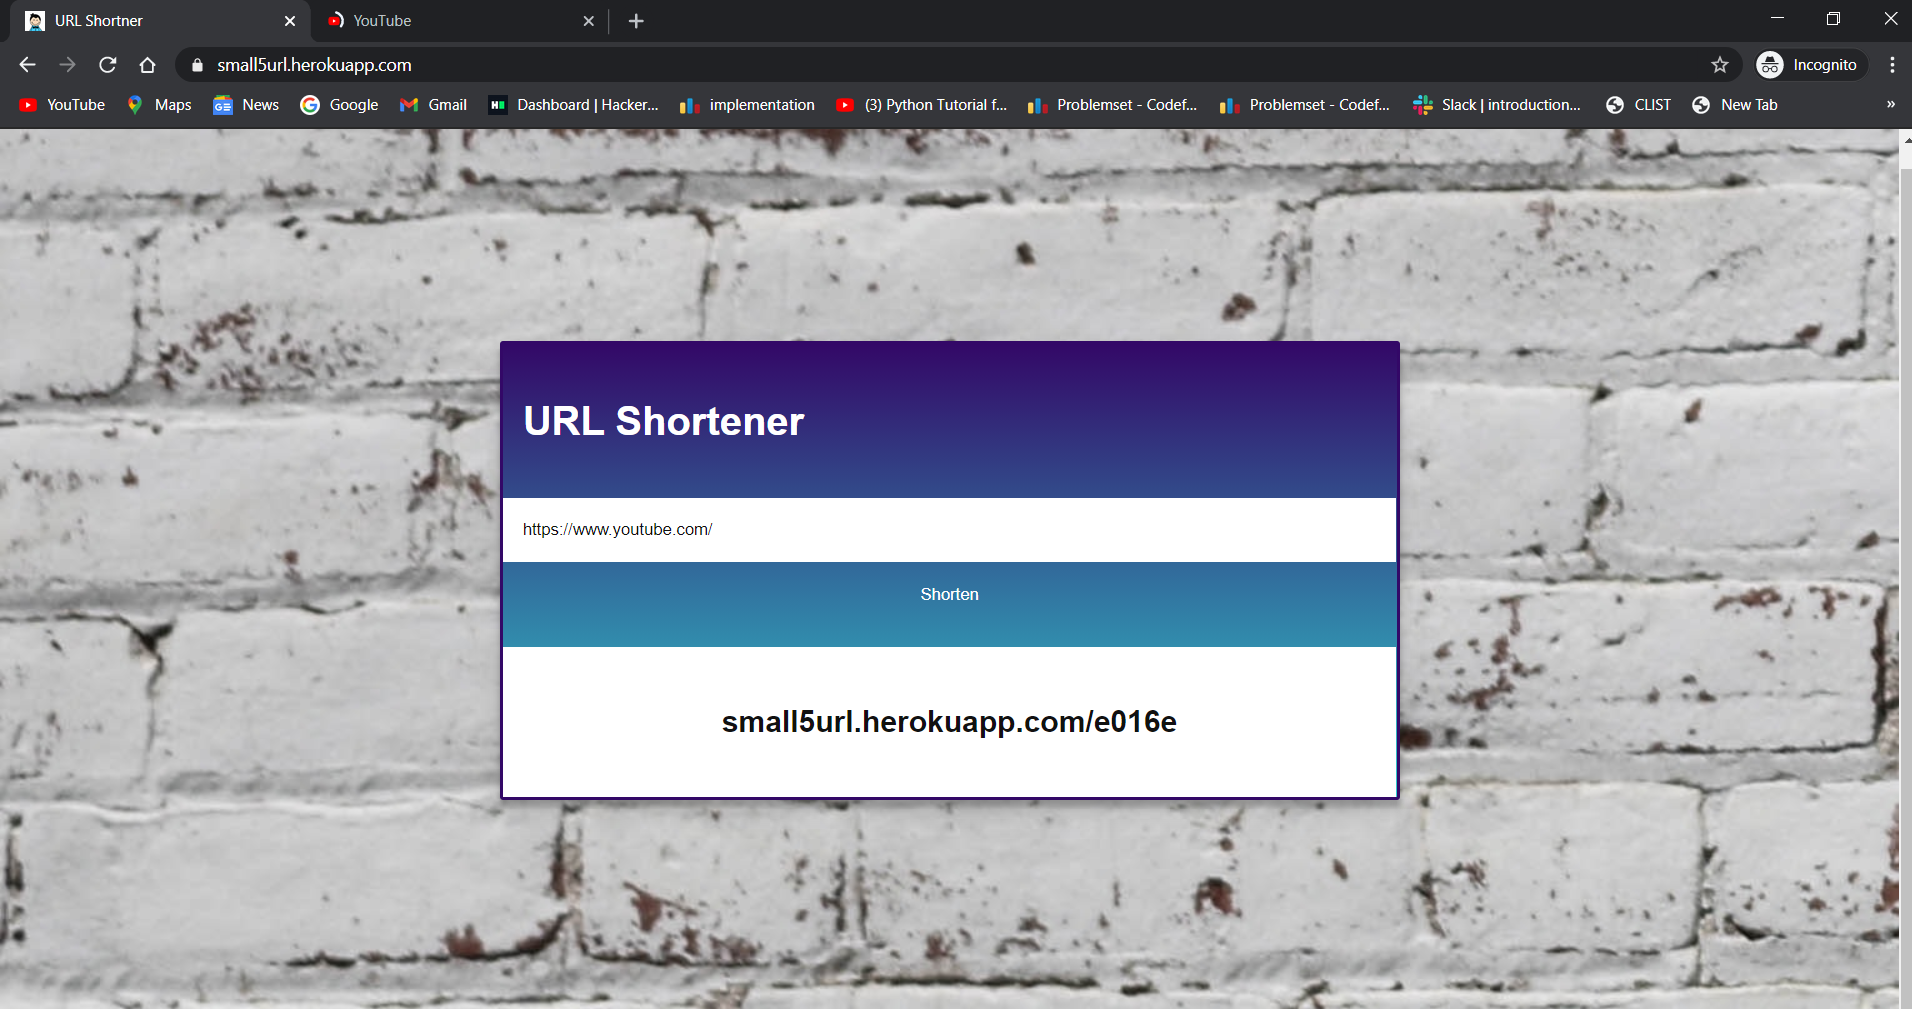 URL Shortner
YouTube
small5url.herokuapp.com
Incognito
YouTube
Maps
News
Google
Gmail
Dashboard | Hacker...
implementation
(3) Python Tutorial f...
Problemset - Codef...
Problemset - Codef...
Slack | introduction...
CLIST
New Tab
»
URL Shortener
https://www.youtube.com/
Shorten
small5url.herokuapp.com/e016e